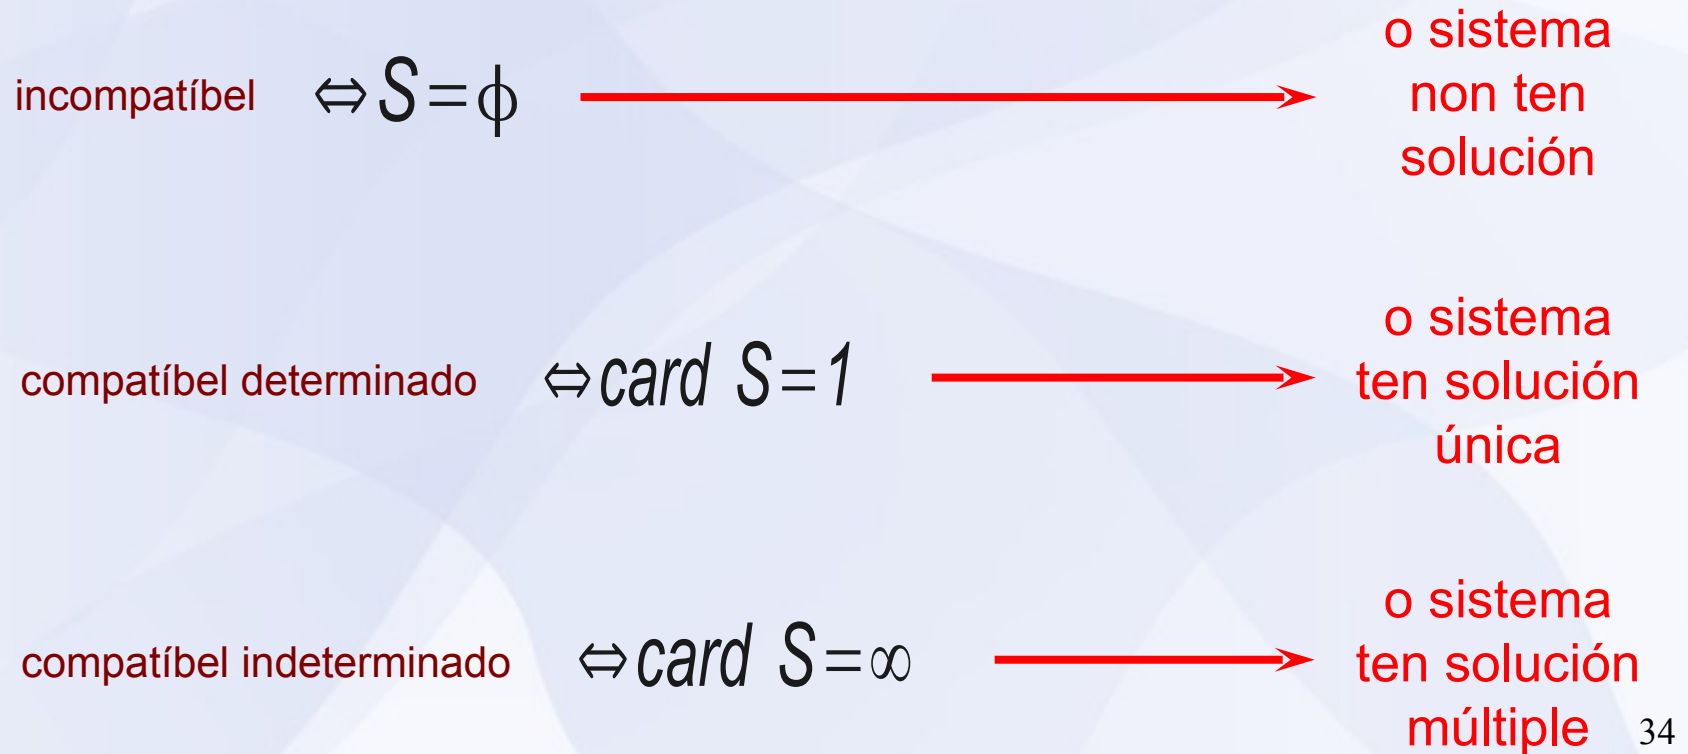 incompatíbel ⇔ S = ϕ
o sistema
non ten
solución
compatíbel determinado ⇔ card S = 1
o sistema
ten solución
única
compatíbel indeterminado ⇔ card S = ∞
o sistema
ten solución
múltiple
34